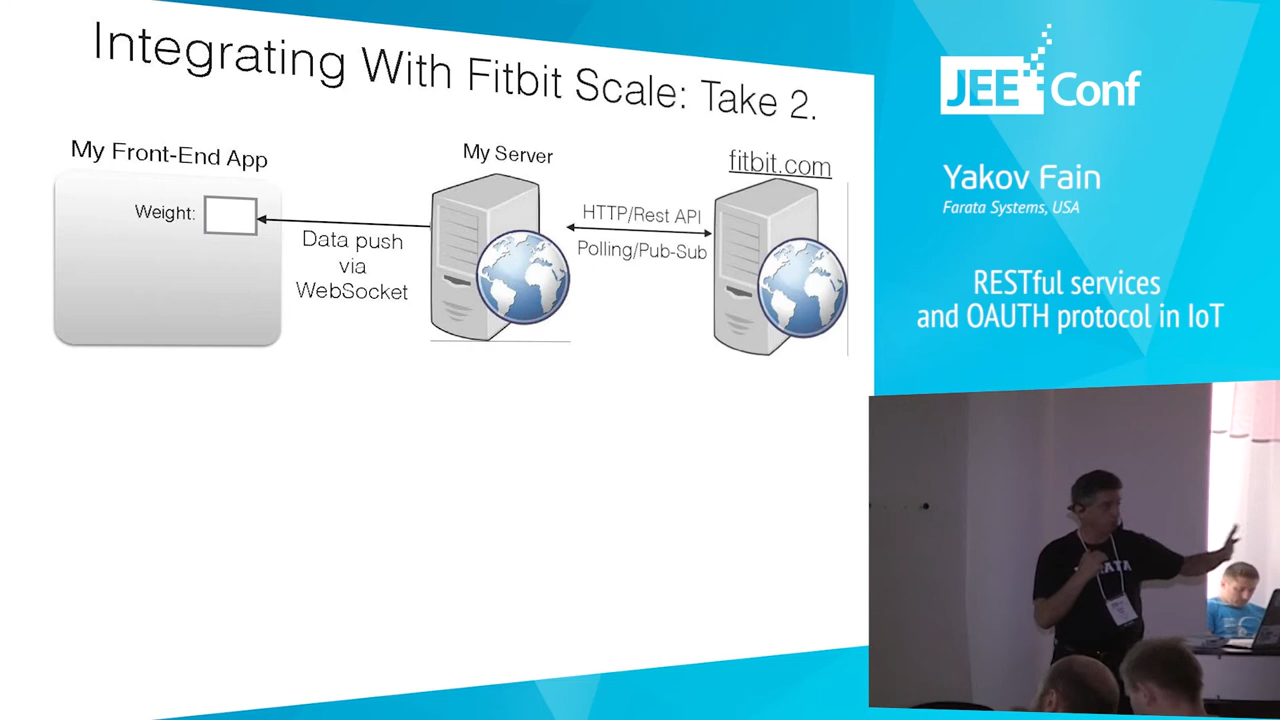 Integrating With Fitbit Scale: Take 2.
My Front-End App
My Server
fitbit.com
Weight:
Data push
via
WebSocket
HTTP/Rest API
Polling/Pub-Sub
JEE Conf
Yakov Fain
Farata Systems, USA
RESTful services
and OAUTH protocol in IoT